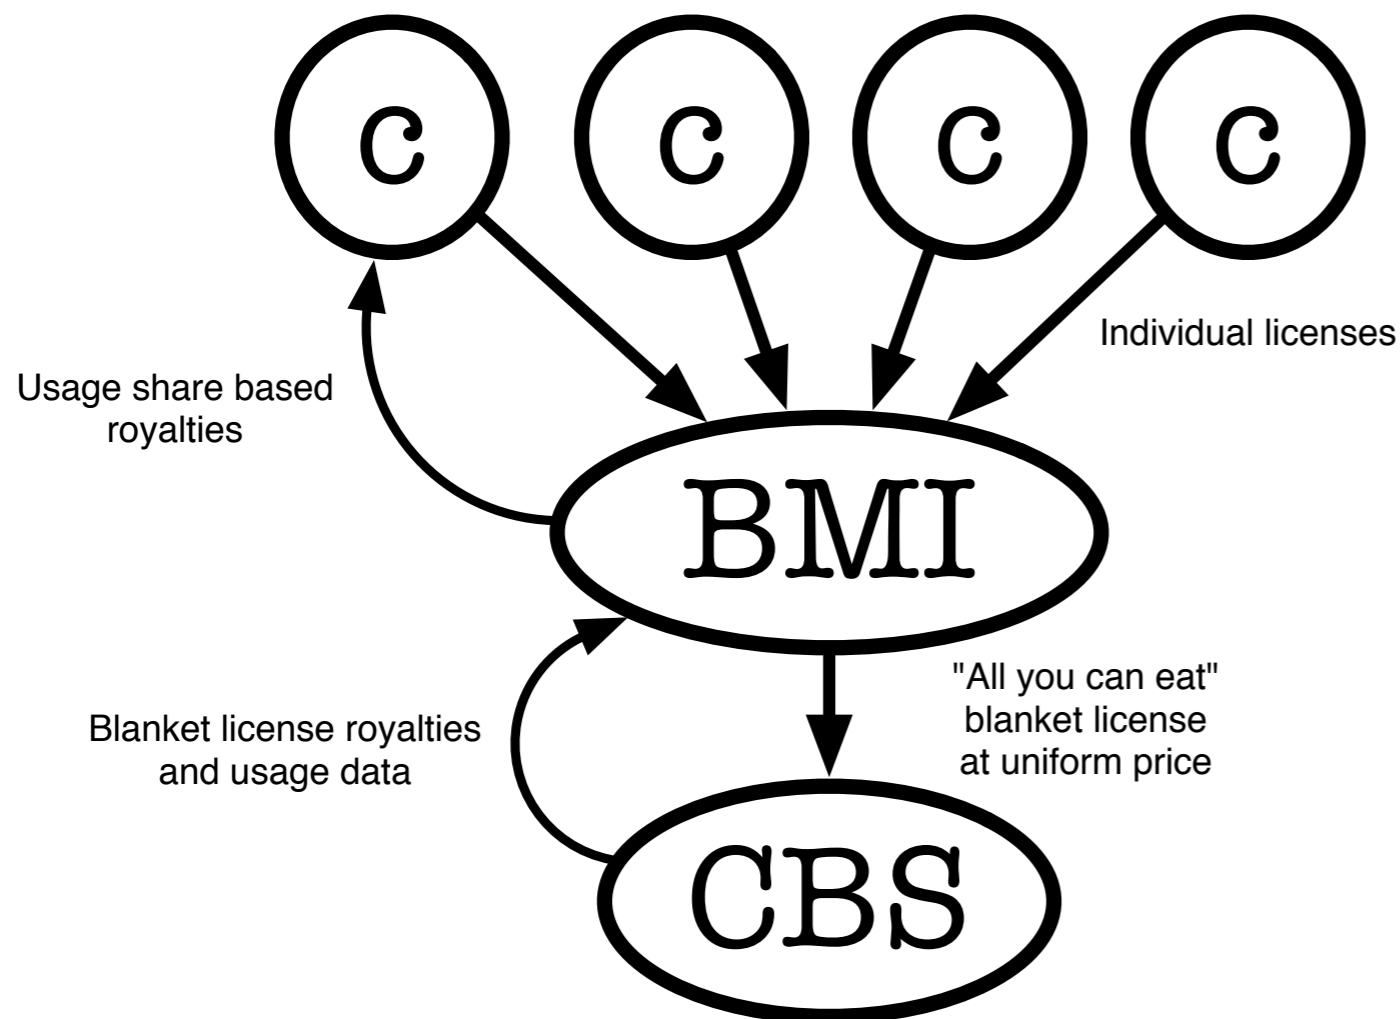 C
C
C
C
Individual licenses
Usage share based
royalties
BMI
"All you can eat"
blanket license
at uniform price
Blanket license royalties
and usage data
CBS